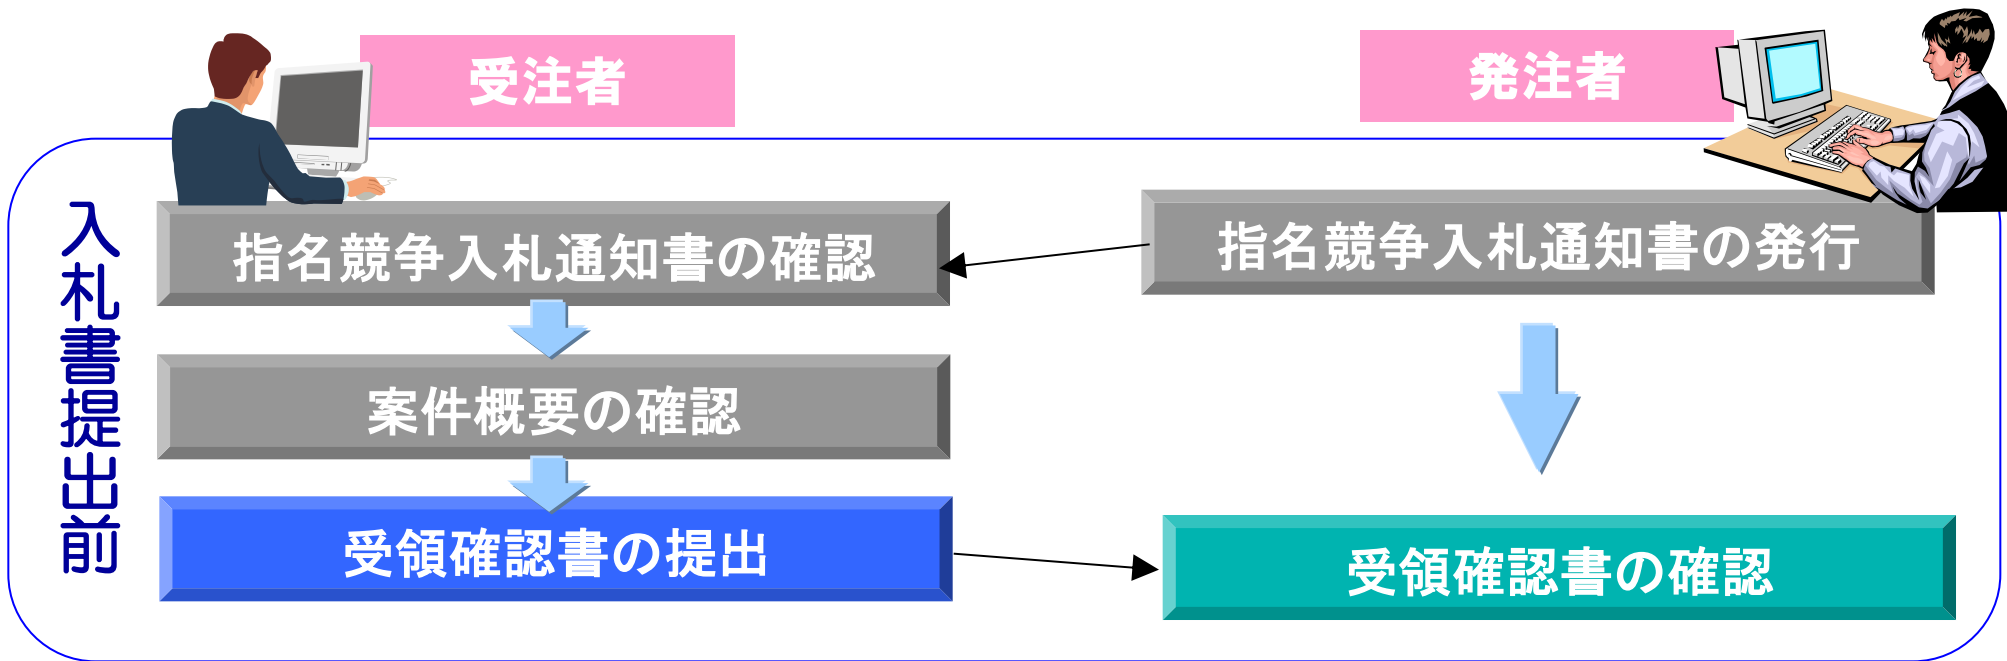 受注者
発注者
入札書提出前
指名競争入札通知書の確認
指名競争入札通知書の発行
案件概要の確認
受領確認書の提出
受領確認書の確認